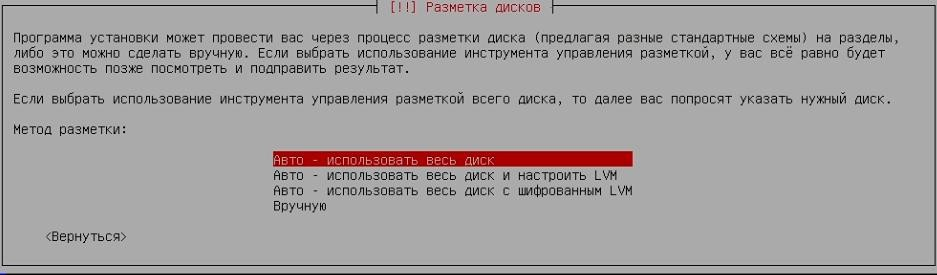 [!!] Разметка дисков
Программа установки может провести вас через процесс разметки диска (предлагая разные стандартные схемы) на разделы,
либо это можно сделать вручную. Если выбрать использование инструмента управления разметкой, у вас всё равно будет
возможность позже посмотреть и подправить результат.
Если выбрать использование инструмента управления разметкой всего диска, то далее вас попросят указать нужный диск.
Метод разметки:
Авто - использовать весь диск
Авто - использовать весь диск и настроить LVM
Авто - использовать весь диск с шифрованным LVM
Вручную
<Вернуться>